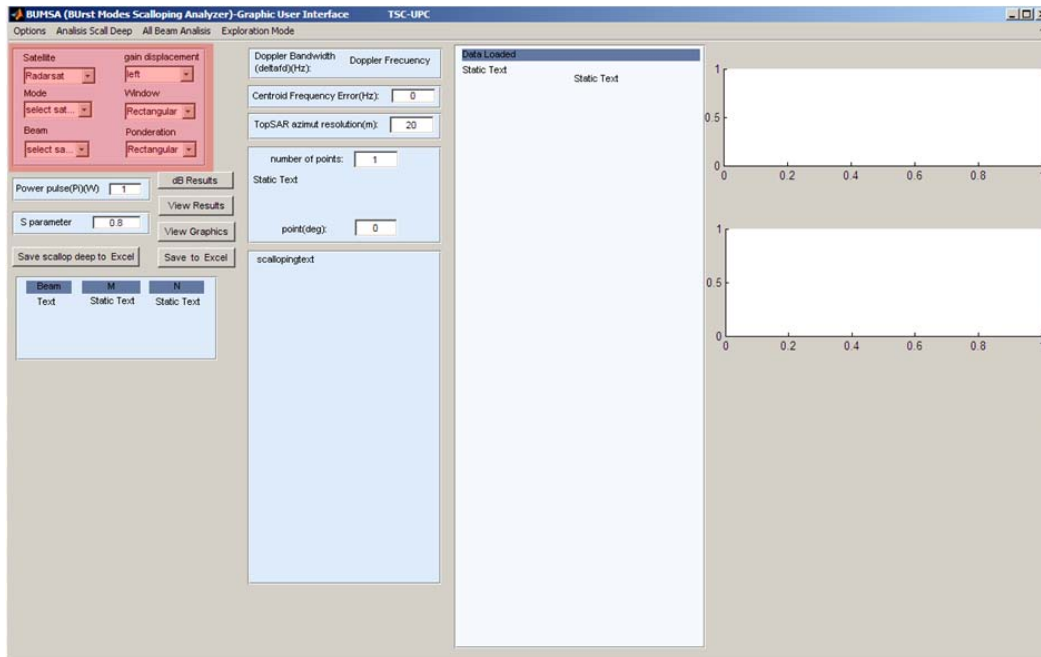 BUMSA (BUrst Modes Scalloping Analyzer)-Graphic User Interface TSC-UPC
Options Analisis Scall Deep All Beam Analisis Exploration Mode
Satellite
gain displacement
Radarsat
left
Mode
Window
select sat...
Rectangular
Beam
Ponderation
select sa...
Rectangular
Power pulse(Pi)(W) 1
S parameter 0.8
dB Results
View Results
View Graphics
Save scallop deep to Excel
Save to Excel
Beam M N
Text Static Text Static Text
Doppler Bandwidth
(deltafd)(Hz):
Doppler Frecuency
Centroid Frequency Error(Hz): 0
TopSAR azimut resolution(m): 20
number of points: 1
Static Text
point(deg): 0
scallopingtext
Data Loaded
Static Text
Static Text
1
0.5
0
0 0.2 0.4 0.6 0.8 1
1
0.5
0
0 0.2 0.4 0.6 0.8 1